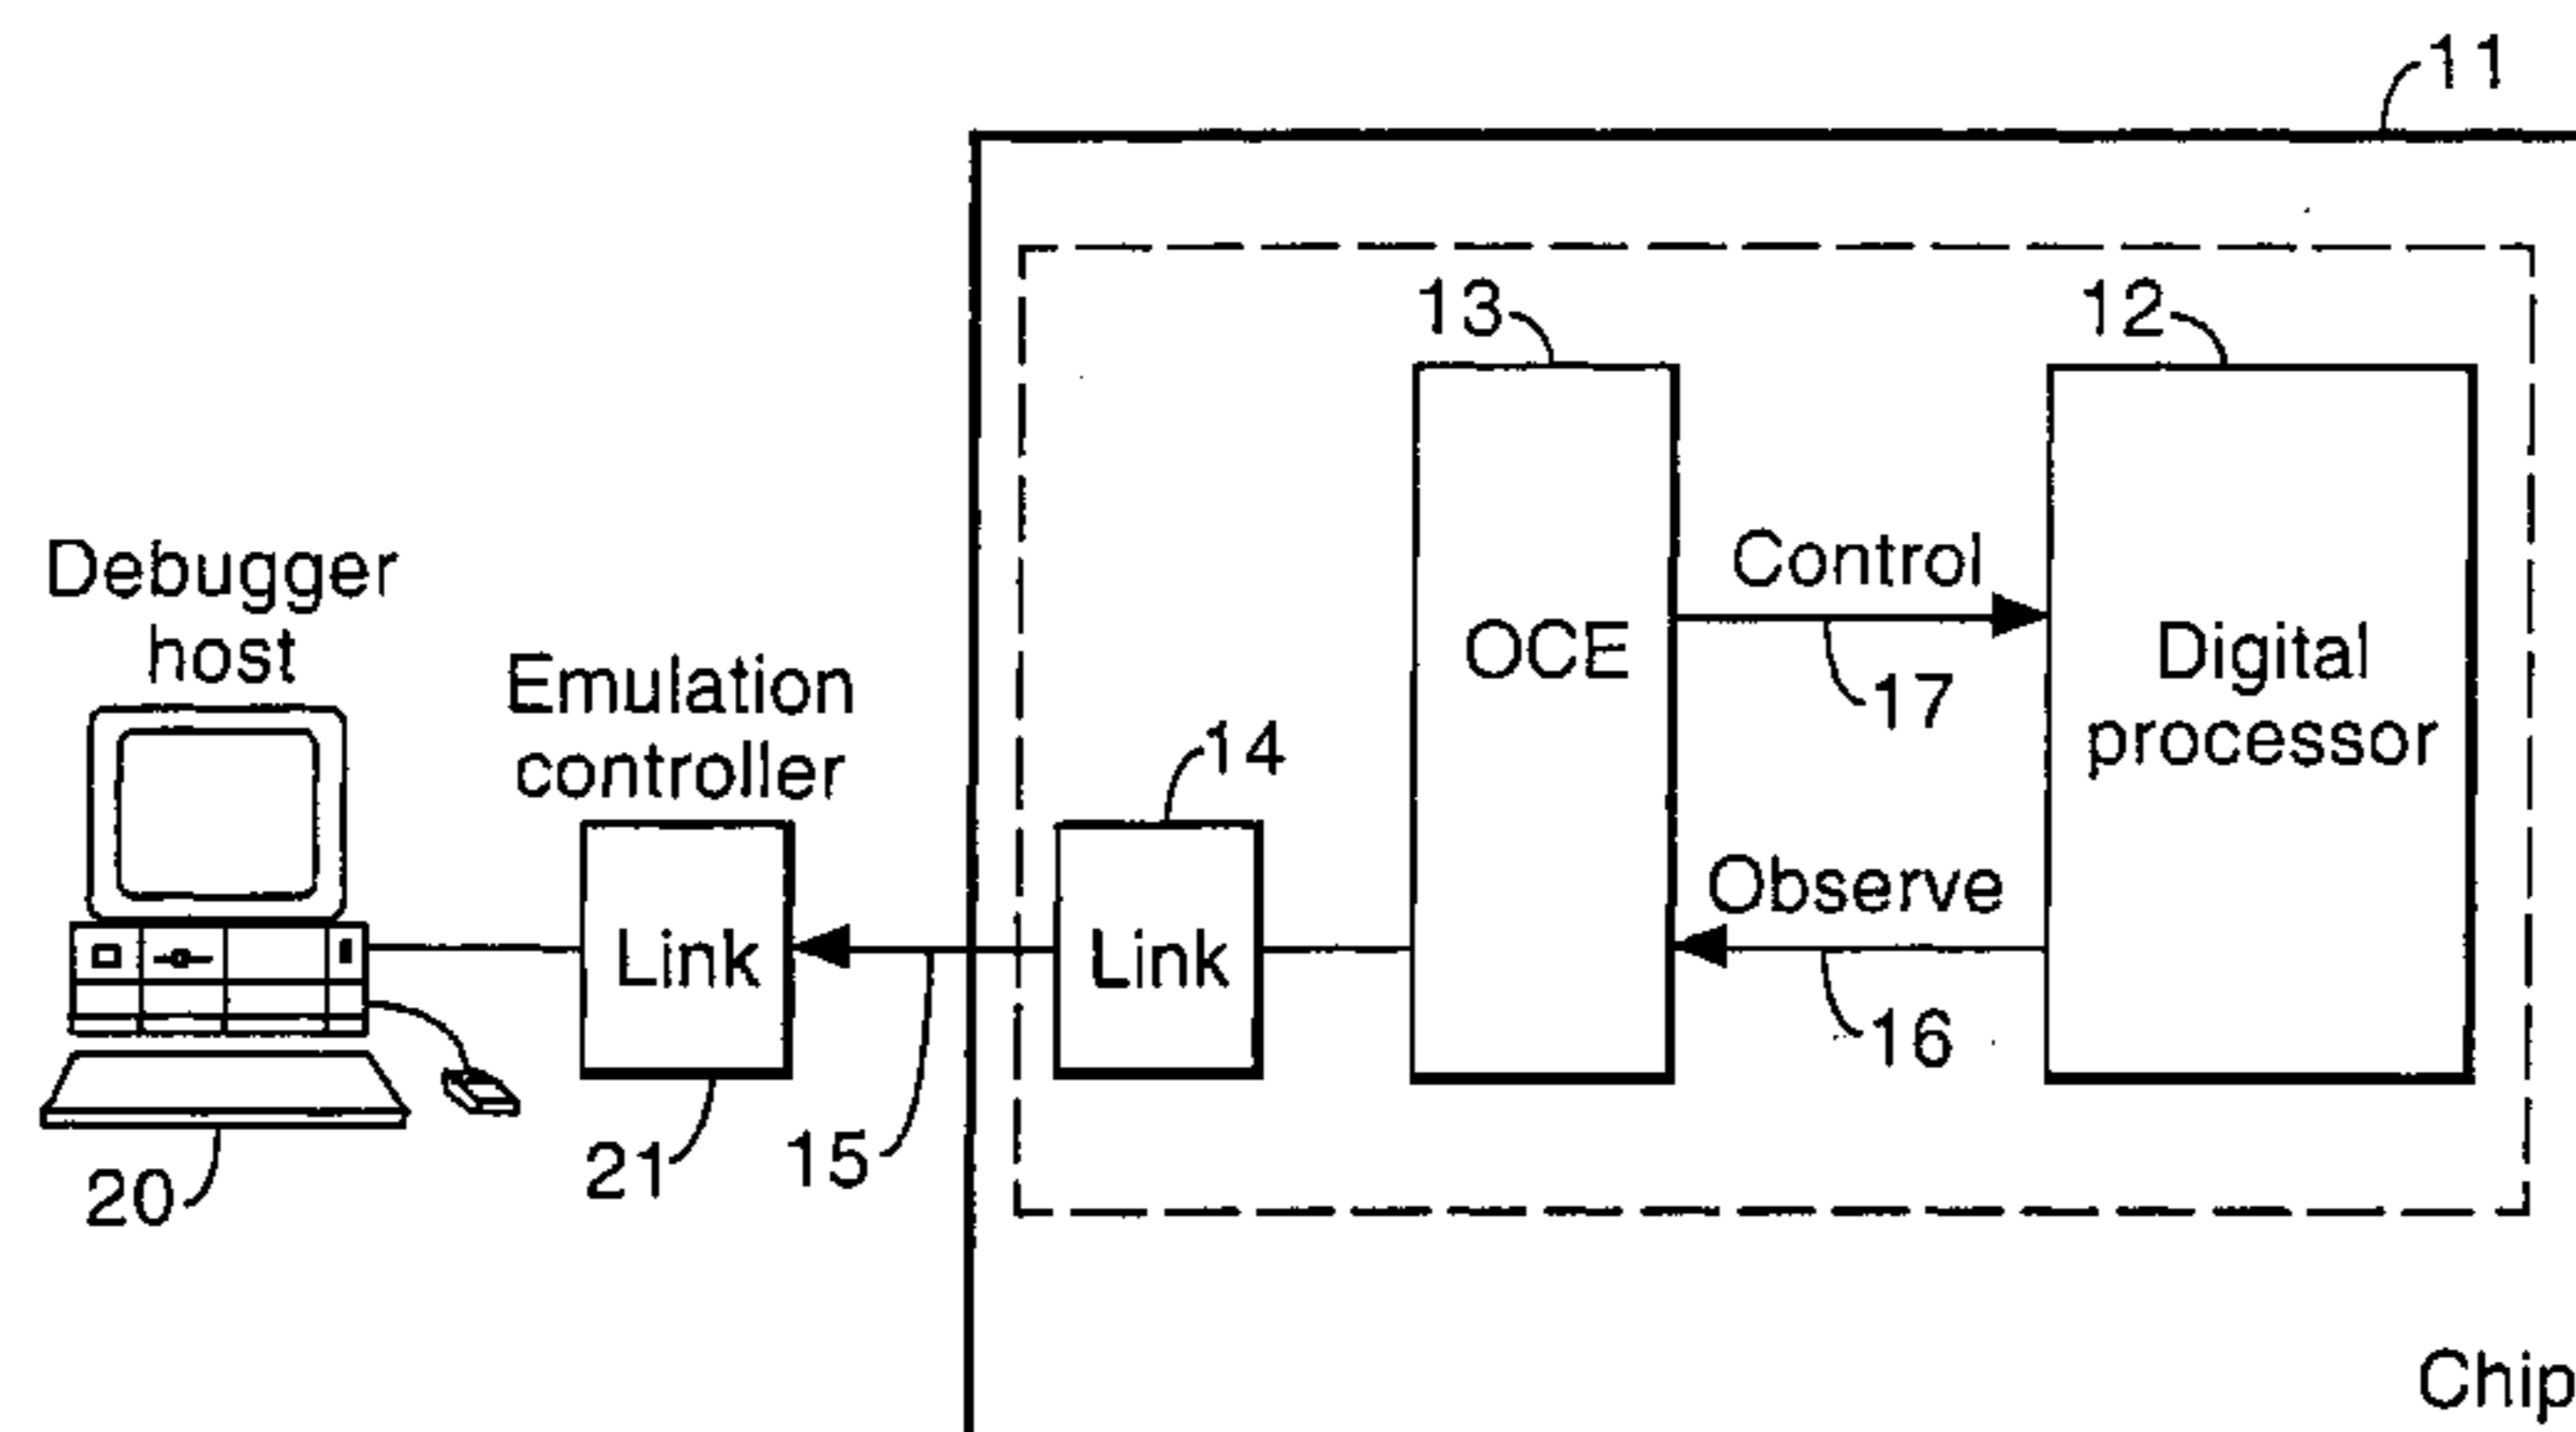 11
13
12
Debugger
host
Control
OCE
Digital
processor
Emulation
controller
17
14
Observe
Link
Link
16
15
21
20
Chip